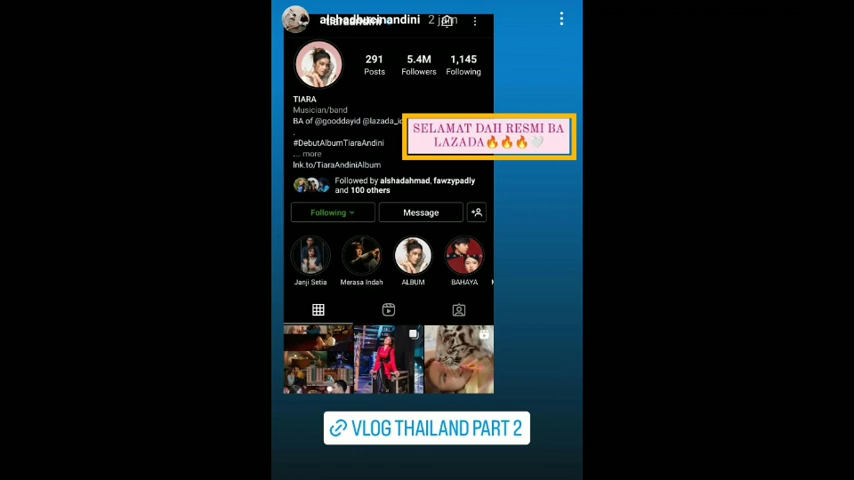 alshadbucinandini 2 jam
tiaraandini
291 5.4M 1,145
Posts Followers Following
TIARA
Musician/band
BA of @gooddayid @lazada_id
.
#DebutAlbumTiaraAndini
.... more
lnk.to/TiaraAndiniAlbum
SELAMAT DAH RESMI BA
LAZADA🔥🔥🔥🤍
Followed by alshadahmad, fawzypadly
and 100 others
Following Message
Janji Setia Merasa Indah ALBUM BAHAYA
VLOG THAILAND PART 2